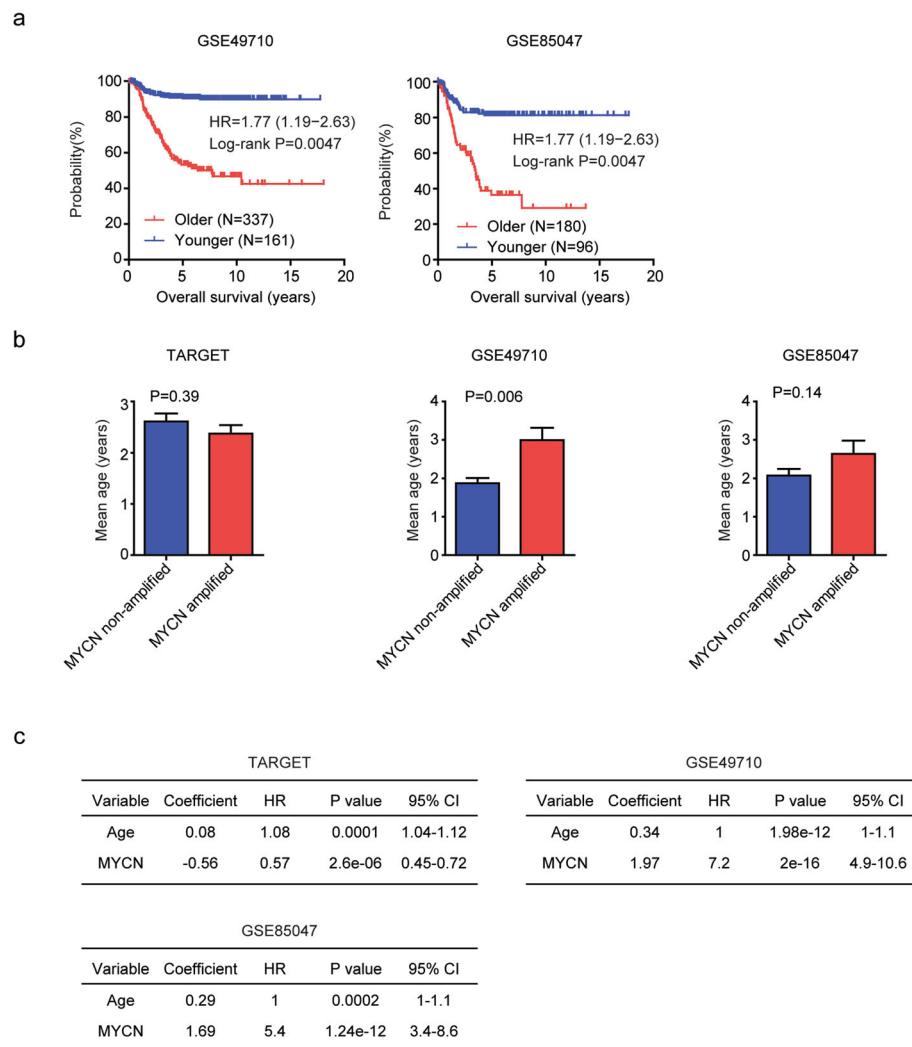 a
GSE49710
Probability(%)
100
80
60
40
20
0
HR=1.77 (1.19−2.63)
Log-rank P=0.0047
Older (N=337)
Younger (N=161)
0 5 10 15 20
Overall survival (years)
GSE85047
Probability(%)
100
80
60
40
20
0
HR=1.77 (1.19−2.63)
Log-rank P=0.0047
Older (N=180)
Younger (N=96)
0 5 10 15 20
Overall survival (years)
b
TARGET
Mean age (years)
3
2
1
0
P=0.39
MYCN non-amplified
MYCN amplified
GSE49710
Mean age (years)
4
3
2
1
0
P=0.006
MYCN non-amplified
MYCN amplified
GSE85047
Mean age (years)
4
3
2
1
0
P=0.14
MYCN non-amplified
MYCN amplified
c
TARGET
Variable Coefficient HR P value 95% CI
Age 0.08 1.08 0.0001 1.04-1.12
MYCN -0.56 0.57 2.6e-06 0.45-0.72
GSE49710
Variable Coefficient HR P value 95% CI
Age 0.34 1 1.98e-12 1-1.1
MYCN 1.97 7.2 2e-16 4.9-10.6
GSE85047
Variable Coefficient HR P value 95% CI
Age 0.29 1 0.0002 1-1.1
MYCN 1.69 5.4 1.24e-12 3.4-8.6